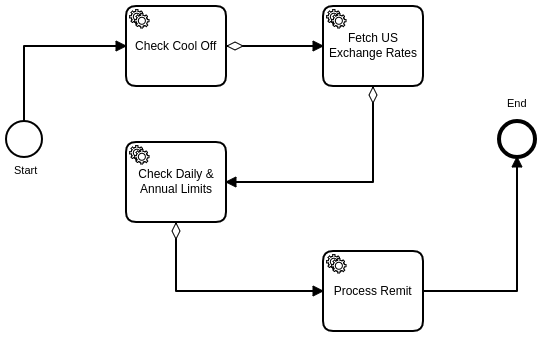 Check Cool Off
Fetch US
Exchange Rates
End
Start
Check Daily &
Annual Limits
Process Remit